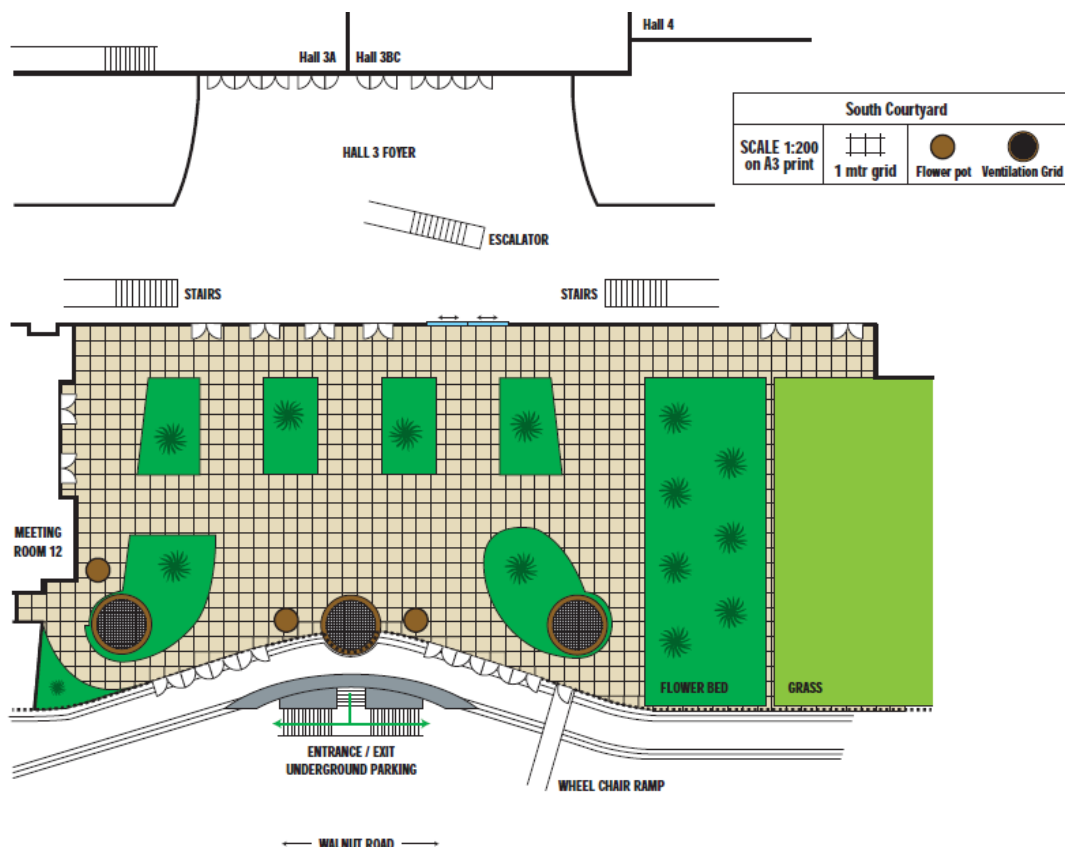 Hall 4
Hall 3A
Hall 3BC
South Courtyard
SCALE 1:200
on A3 print
1 mtr grid
Flower pot
Ventilation Grid
HALL 3 FOYER
ESCALATOR
STAIRS
STAIRS
MEETING
ROOM 12
FLOWER BED
GRASS
ENTRANCE / EXIT
UNDERGROUND PARKING
WHEEL CHAIR RAMP
WALNUT ROAD